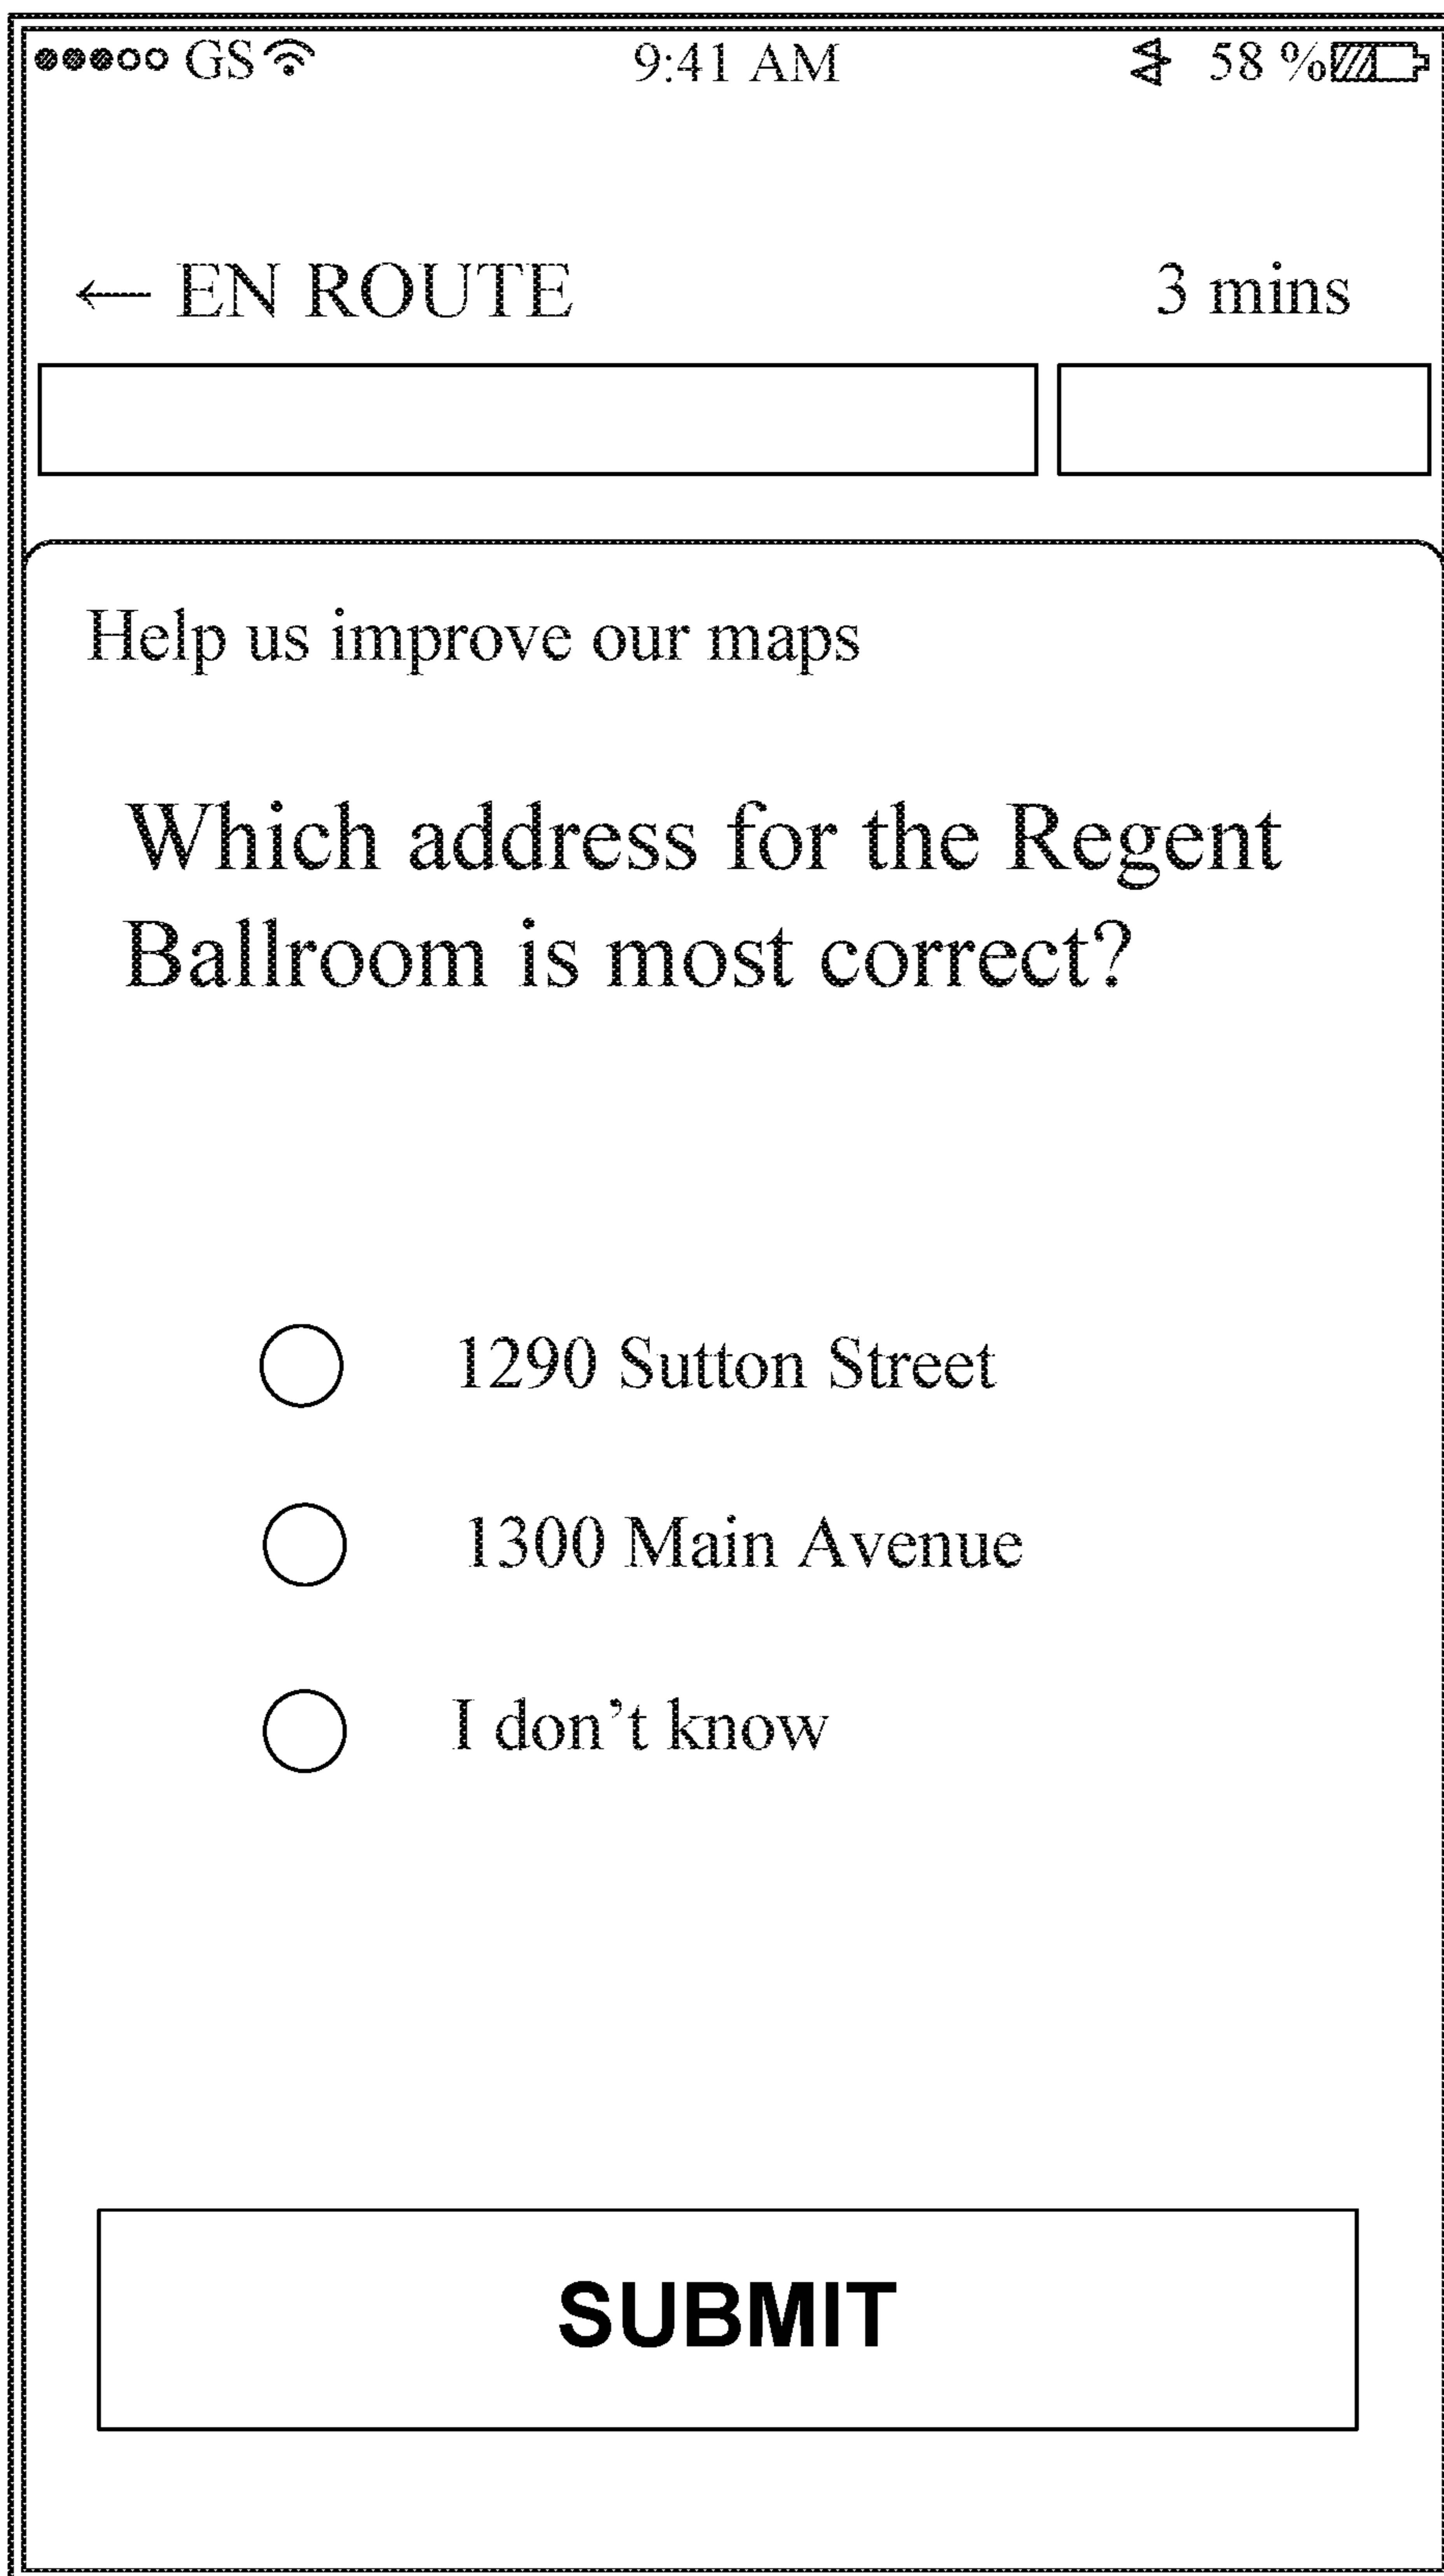 GS 9:41 AM 58 %
← EN ROUTE 3 mins
Help us improve our maps
Which address for the Regent
Ballroom is most correct?
1290 Sutton Street
1300 Main Avenue
I don’t know
SUBMIT